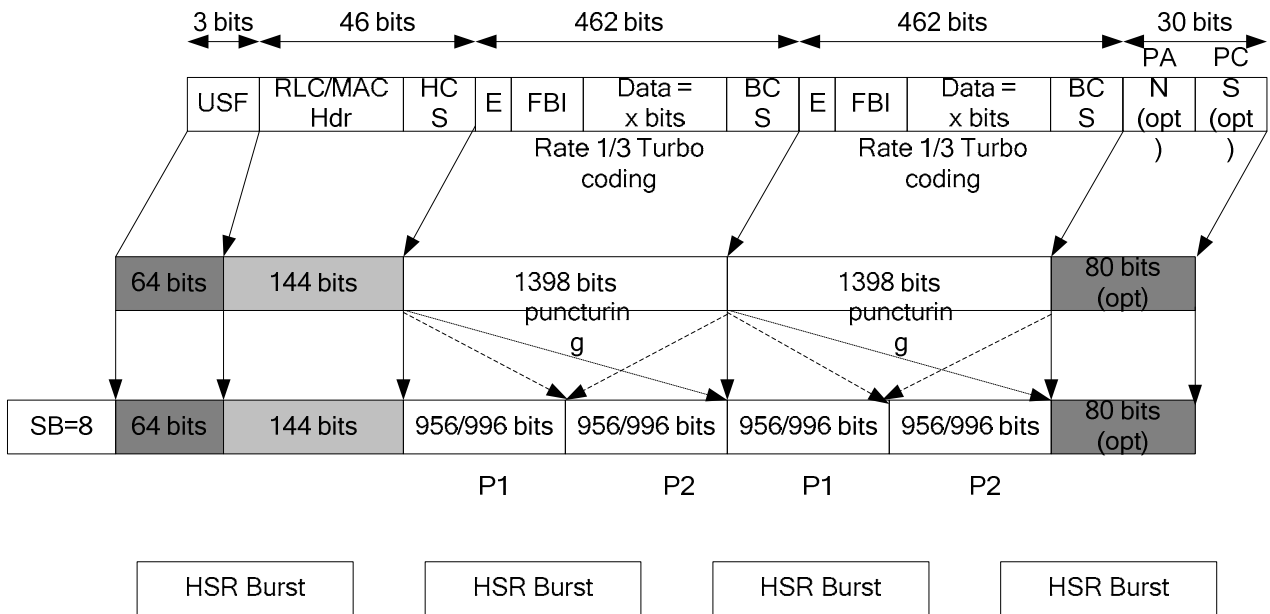 3 bits 46 bits 462 bits 462 bits 30 bits
USF
RLC/MAC
Hdr
HC
S
E
FBI
Data =
x bits
BC
S
E
FBI
Data =
x bits
BC
S
PA
N
(opt
)
PC
S
(opt
)
Rate 1/3 Turbo
coding
Rate 1/3 Turbo
coding
64 bits
144 bits
1398 bits
puncturin
g
1398 bits
puncturin
g
80 bits
(opt)
SB=8
64 bits
144 bits
956/996 bits
956/996 bits
956/996 bits
956/996 bits
80 bits
(opt)
P1 P2 P1 P2
HSR Burst HSR Burst HSR Burst HSR Burst